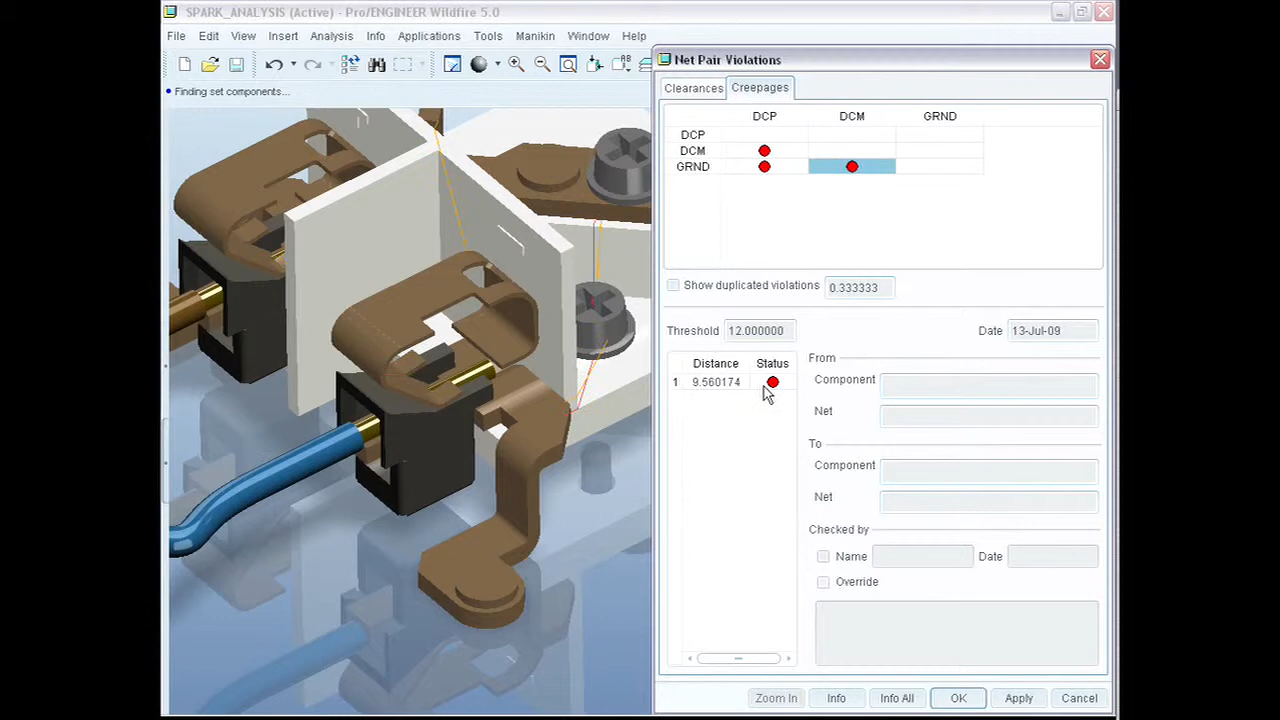 SPARK_ANALYSIS (Active) - Pro/ENGINEER Wildfire 5.0
File Edit View Insert Analysis Info Applications Tools Manikin Window Help
Finding set components...
Net Pair Violations
Clearances Creepages
DCP DCM GRND
DCP
DCM
GRND
Show duplicated violations 0.333333
Threshold 12.000000 Date 13-Jul-09
Distance Status
1 9.560174
From
Component
Net
To
Component
Net
Checked by
Name Date
Override
Zoom In Info Info All OK Apply Cancel